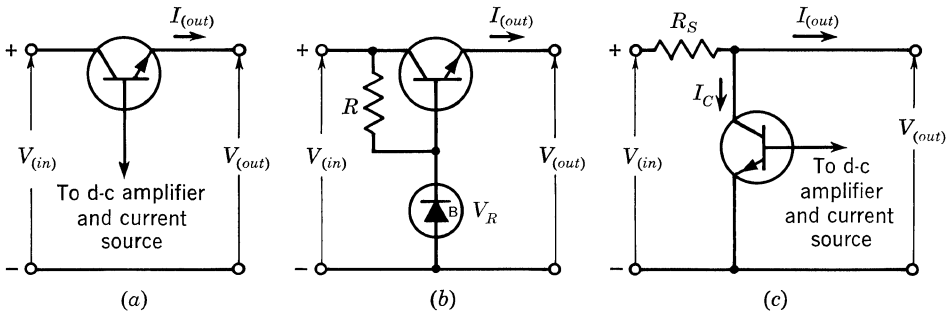 I(out)
+
V(in)
V(out)
To d-c amplifier
and current
source
−
(a)
I(out)
+
R
V(in)
V(out)
B
V_R
−
(b)
R_S
I(out)
+
I_C
V(in)
V(out)
To d-c
amplifier
and current
source
−
(c)